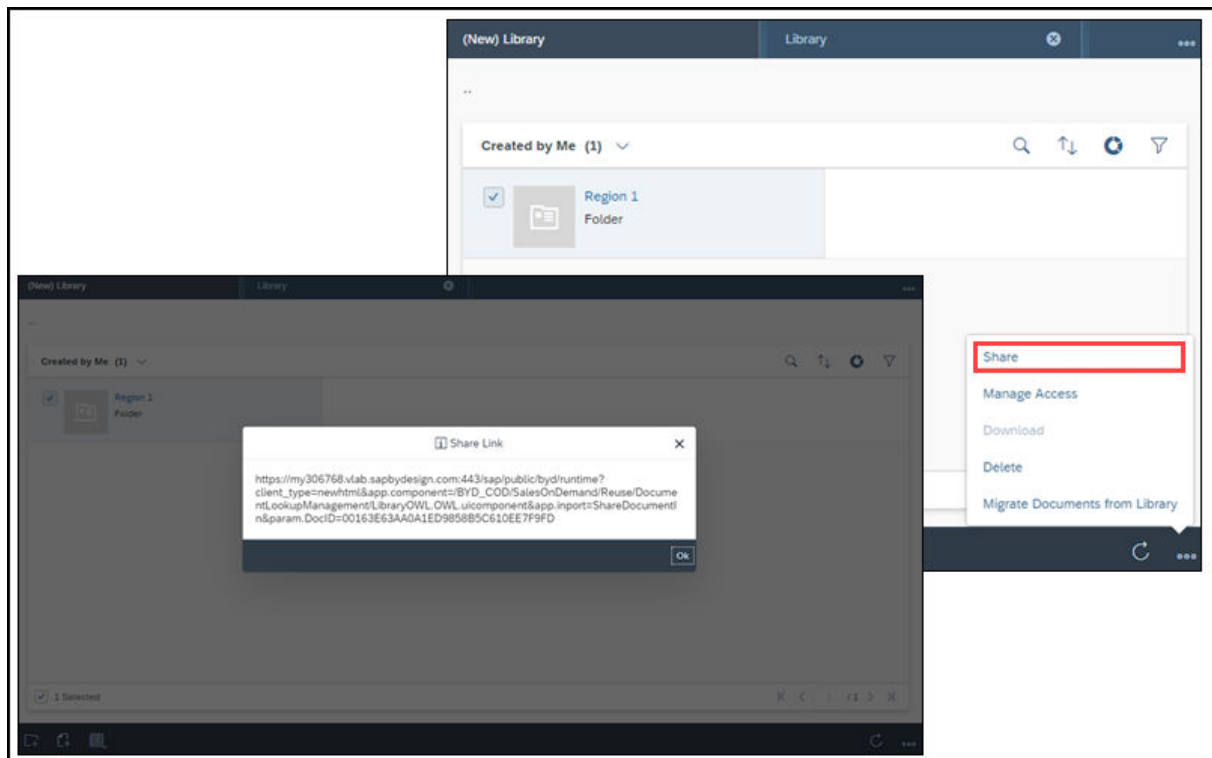 (New) Library
Library
Created by Me (1)
Region 1
Folder
Share
Manage Access
Download
Delete
Migrate Documents from Library
(New) Library
Library
Created by Me (1)
Region 1
Folder
Share Link
https://my306768.vlab.sapbydesign.com:443/sap/public/byd/runtime?
client_type=newhtml&app.component=/BYD_COD/SalesOnDemand/Reuse/Docume
ntLookupManagement/LibraryOWL.OWL.uicomponent&app.inport=ShareDocumentI
n&param.DocID=00163E63AA0A1ED9858B5C610EE7F9FD
Ok
1 Selected
1 / 1